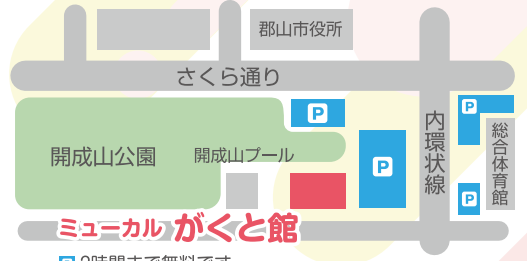 郡山市役所
さくら通り
P
P
内環状線
総合体育館
開成山公園
開成山プール
P
P
ミューカル がくと館